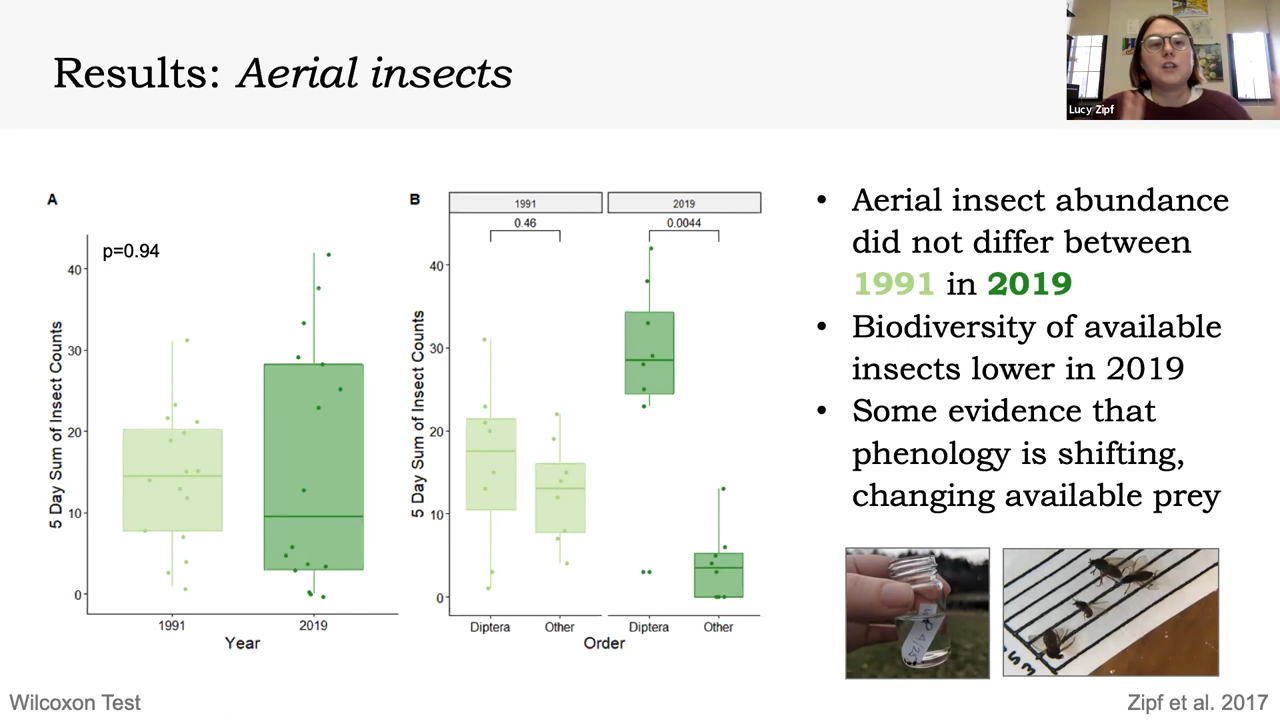 Results: Aerial insects
Lucy Zipf
A
p=0.94
5 Day Sum of Insect Counts
40
30
20
10
0
1991
2019
Year
B
1991
2019
0.46
0.0044
5 Day Sum of Insect Counts
40
30
20
10
0
Diptera
Other
Diptera
Other
Order
• Aerial insect abundance
did not differ between
1991 in 2019
• Biodiversity of available
insects lower in 2019
• Some evidence that
phenology is shifting,
changing available prey
Wilcoxon Test
Zipf et al. 2017